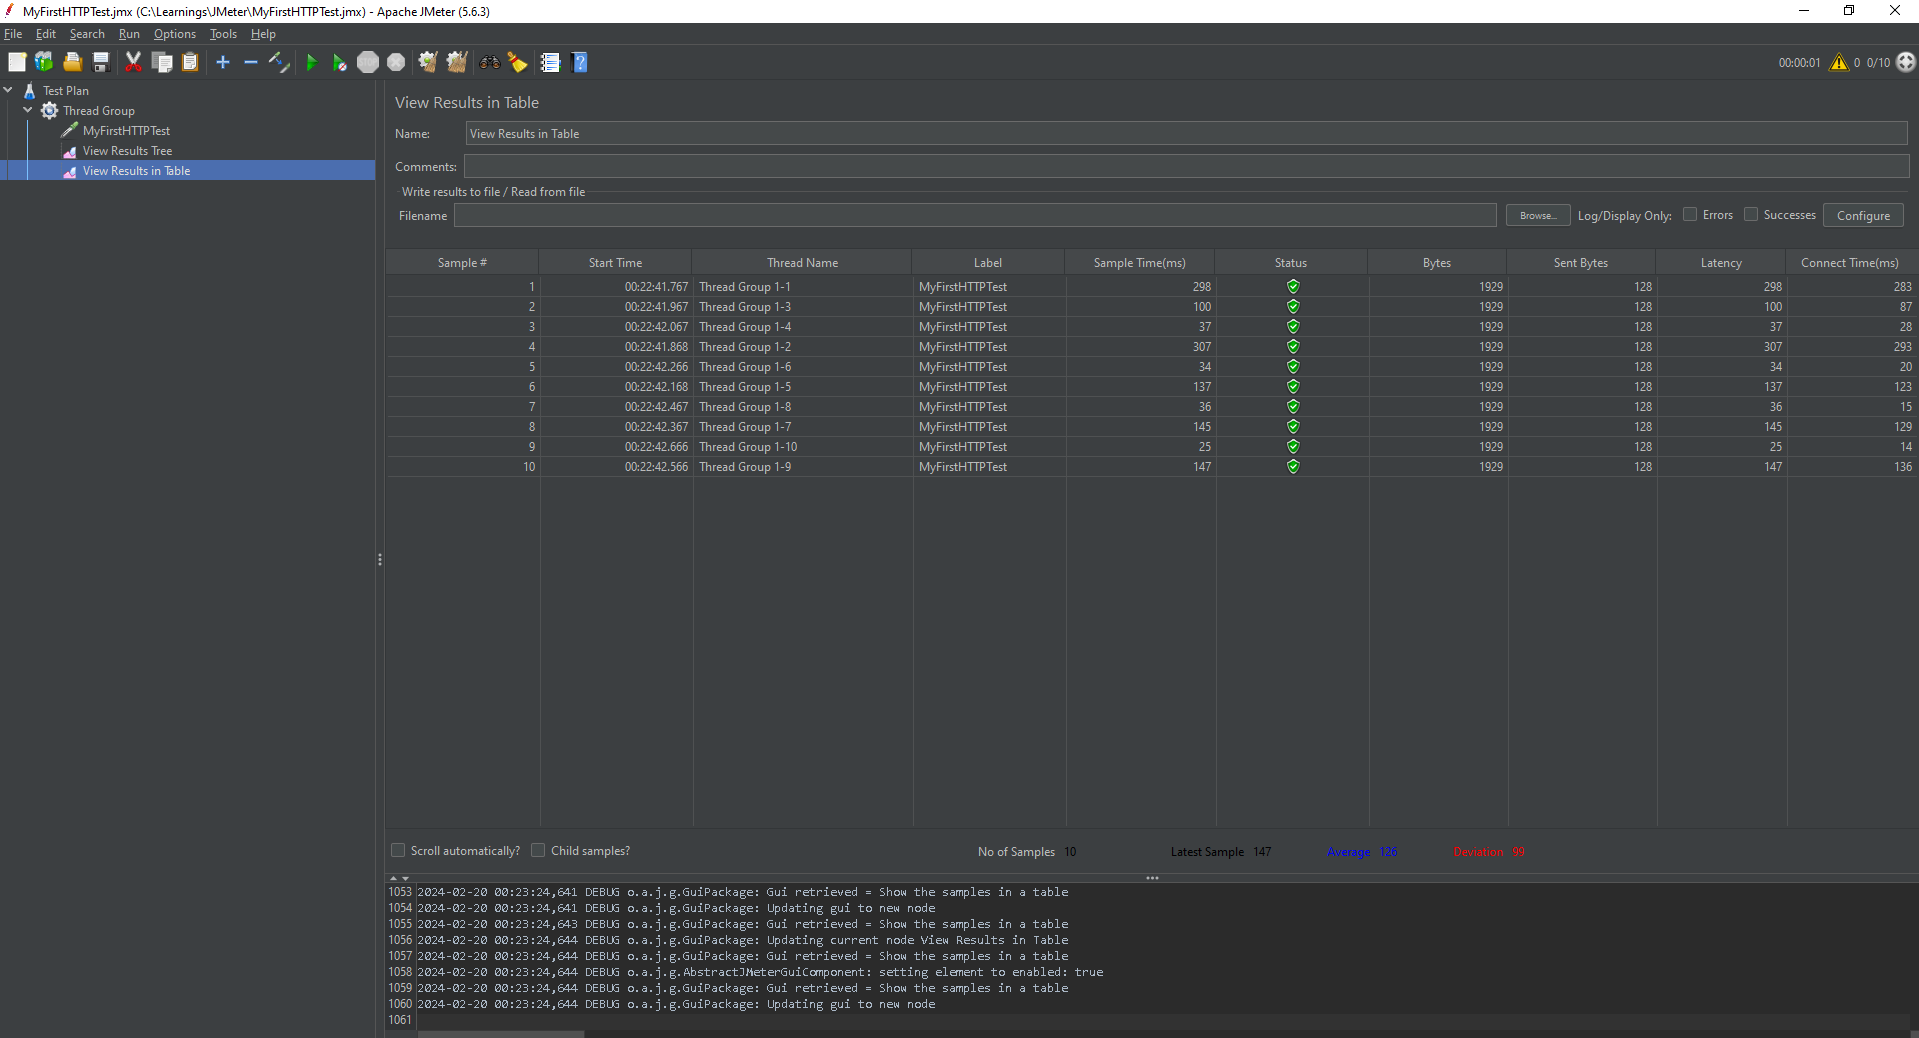 MyFirstHTTPTest.jmx (C:\Learnings\JMeter\MyFirstHTTPTest.jmx) - Apache JMeter (5.6.3)
File Edit Search Run Options Tools Help
00:00:01 0 0/10
Test Plan
Thread Group
MyFirstHTTPTest
View Results Tree
View Results in Table
View Results in Table
Name: View Results in Table
Comments:
Write results to file / Read from file
Filename Browse... Log/Display Only: Errors Successes Configure
Sample # Start Time Thread Name Label Sample Time(ms) Status Bytes Sent Bytes Latency Connect Time(ms)
1 00:22:41.767 Thread Group 1-1 MyFirstHTTPTest 298 1929 128 298 283
2 00:22:41.967 Thread Group 1-3 MyFirstHTTPTest 100 1929 128 100 87
3 00:22:42.067 Thread Group 1-4 MyFirstHTTPTest 37 1929 128 37 28
4 00:22:41.868 Thread Group 1-2 MyFirstHTTPTest 307 1929 128 307 293
5 00:22:42.266 Thread Group 1-6 MyFirstHTTPTest 34 1929 128 34 20
6 00:22:42.168 Thread Group 1-5 MyFirstHTTPTest 137 1929 128 137 123
7 00:22:42.467 Thread Group 1-8 MyFirstHTTPTest 36 1929 128 36 15
8 00:22:42.367 Thread Group 1-7 MyFirstHTTPTest 145 1929 128 145 129
9 00:22:42.666 Thread Group 1-10 MyFirstHTTPTest 25 1929 128 25 14
10 00:22:42.566 Thread Group 1-9 MyFirstHTTPTest 147 1929 128 147 136
Scroll automatically? Child samples? No of Samples 10 Latest Sample 147 Average 126 Deviation 99
1053 2024-02-20 00:23:24,641 DEBUG o.a.j.g.GuiPackage: Gui retrieved = Show the samples in a table
1054 2024-02-20 00:23:24,641 DEBUG o.a.j.g.GuiPackage: Updating gui to new node
1055 2024-02-20 00:23:24,643 DEBUG o.a.j.g.GuiPackage: Gui retrieved = Show the samples in a table
1056 2024-02-20 00:23:24,644 DEBUG o.a.j.g.GuiPackage: Updating current node View Results in Table
1057 2024-02-20 00:23:24,644 DEBUG o.a.j.g.GuiPackage: Gui retrieved = Show the samples in a table
1058 2024-02-20 00:23:24,644 DEBUG o.a.j.g.AbstractJMeterGuiComponent: setting element to enabled: true
1059 2024-02-20 00:23:24,644 DEBUG o.a.j.g.GuiPackage: Gui retrieved = Show the samples in a table
1060 2024-02-20 00:23:24,644 DEBUG o.a.j.g.GuiPackage: Updating gui to new node
1061